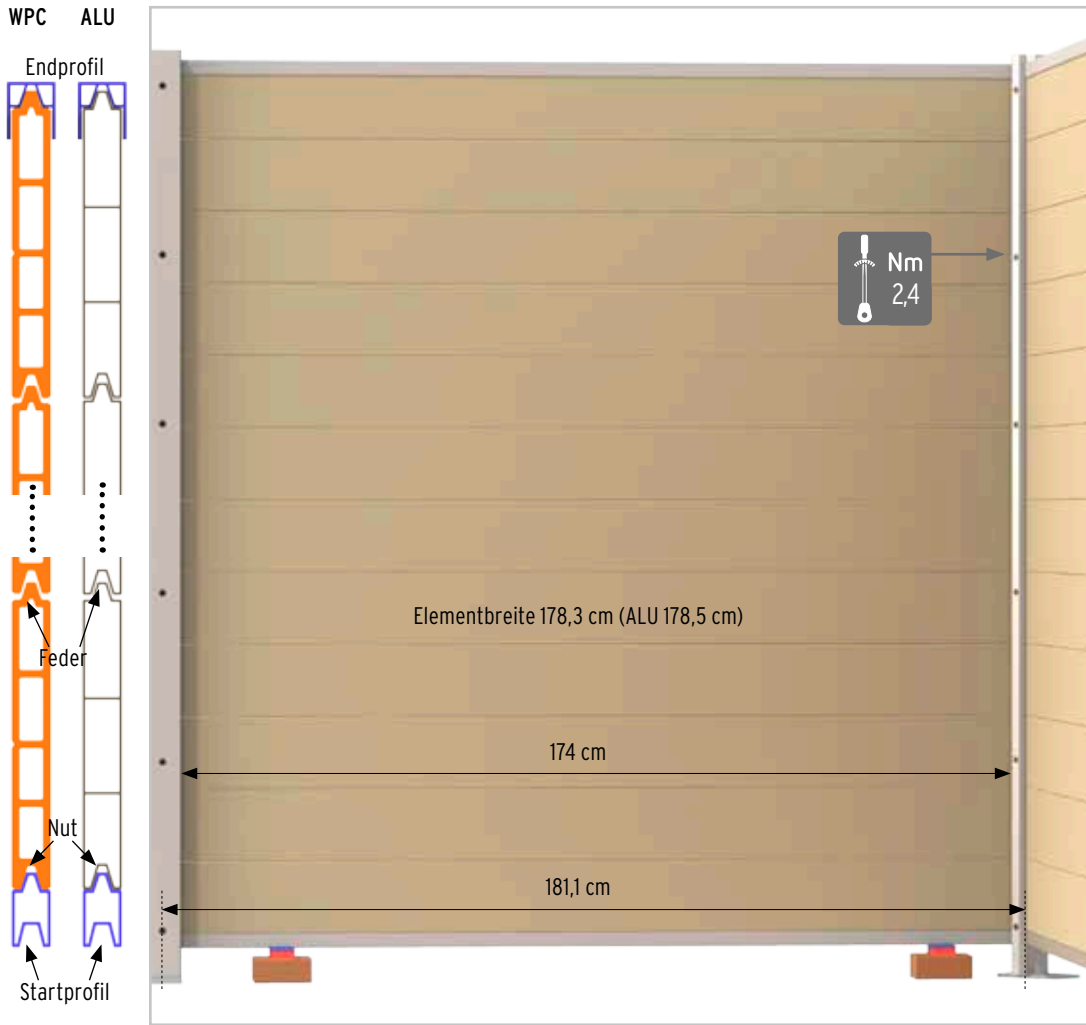 WPC ALU
Endprofil
Nm
2,4
Elementbreite 178,3 cm (ALU 178,5 cm)
Feder
174 cm
Nut
181,1 cm
Startprofil